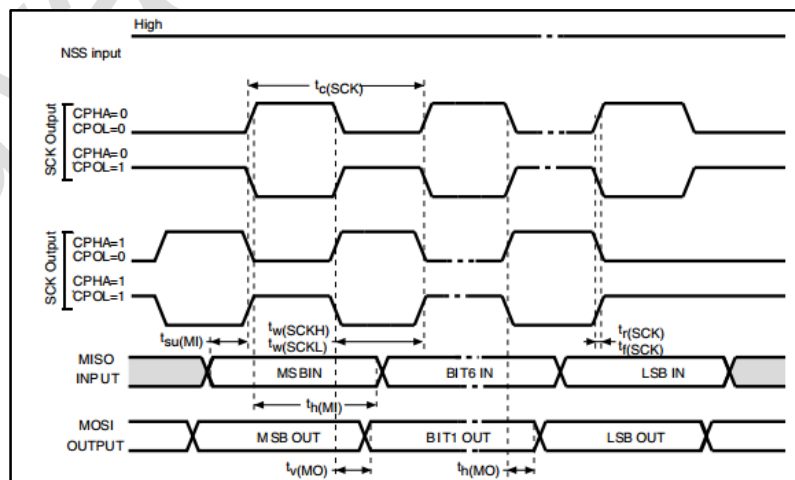 High
NSS input
tc(SCK)
SCK Output
CPHA=0
CPOL=0
CPHA=0
CPOL=1
SCK Output
CPHA=1
CPOL=0
CPHA=1
CPOL=1
tsu(MI)
tw(SCKH)
tw(SCKL)
tr(SCK)
tf(SCK)
MISO
INPUT
MSBIN
BIT6 IN
LSB IN
th(MI)
MOSI
OUTPUT
MSB OUT
BIT1 OUT
LSB OUT
tv(MO)
th(MO)